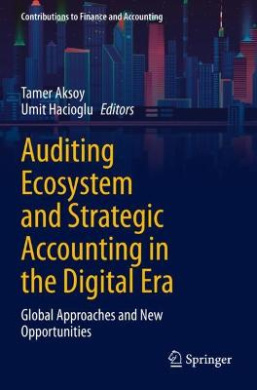 Contributions to Finance and Accounting
Tamer Aksoy
Umit Hacioglu Editors
Auditing
Ecosystem
and Strategic
Accounting in
the Digital Era
Global Approaches and New
Opportunities
Springer